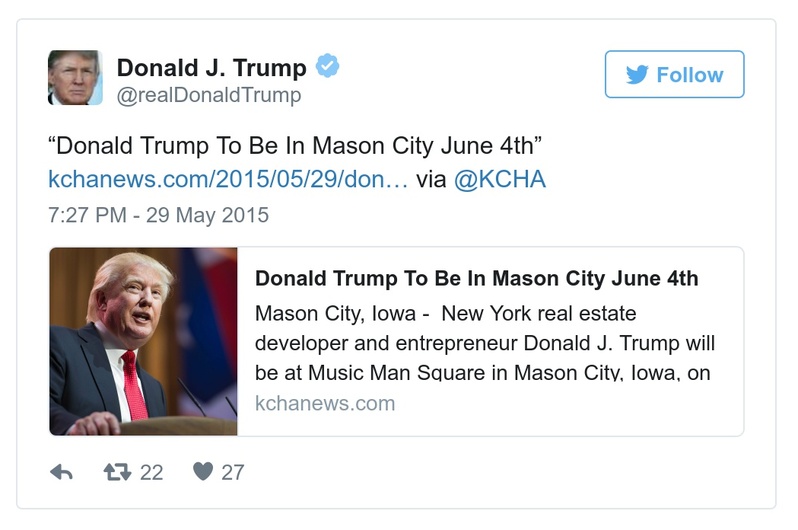 Donald J. Trump
@realDonaldTrump
Follow
“Donald Trump To Be In Mason City June 4th”
kchanews.com/2015/05/29/don… via @KCHA
7:27 PM - 29 May 2015
Donald Trump To Be In Mason City June 4th
Mason City, Iowa -  New York real estate
developer and entrepreneur Donald J. Trump will
be at Music Man Square in Mason City, Iowa, on
kchanews.com
22
27